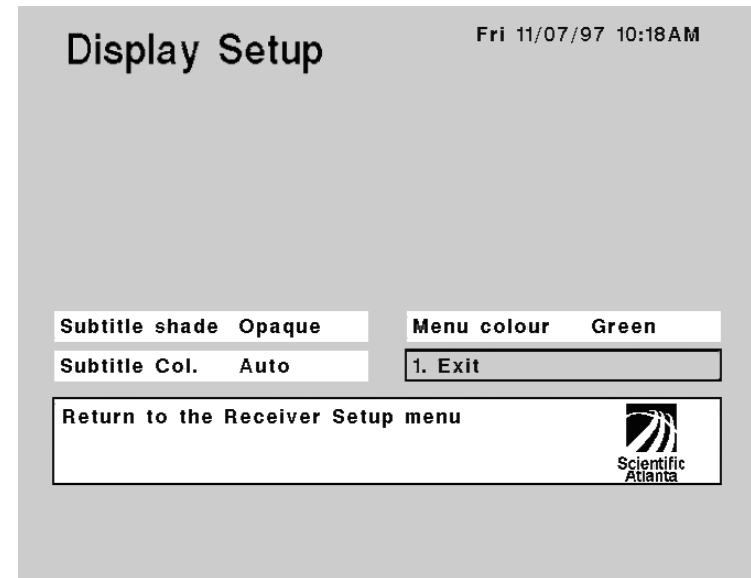 Display Setup
Fri 11/07/97 10:18AM
Subtitle shade Opaque
Menu colour Green
Subtitle Col. Auto
1. Exit
Return to the Receiver Setup menu
Scientific
Atlanta